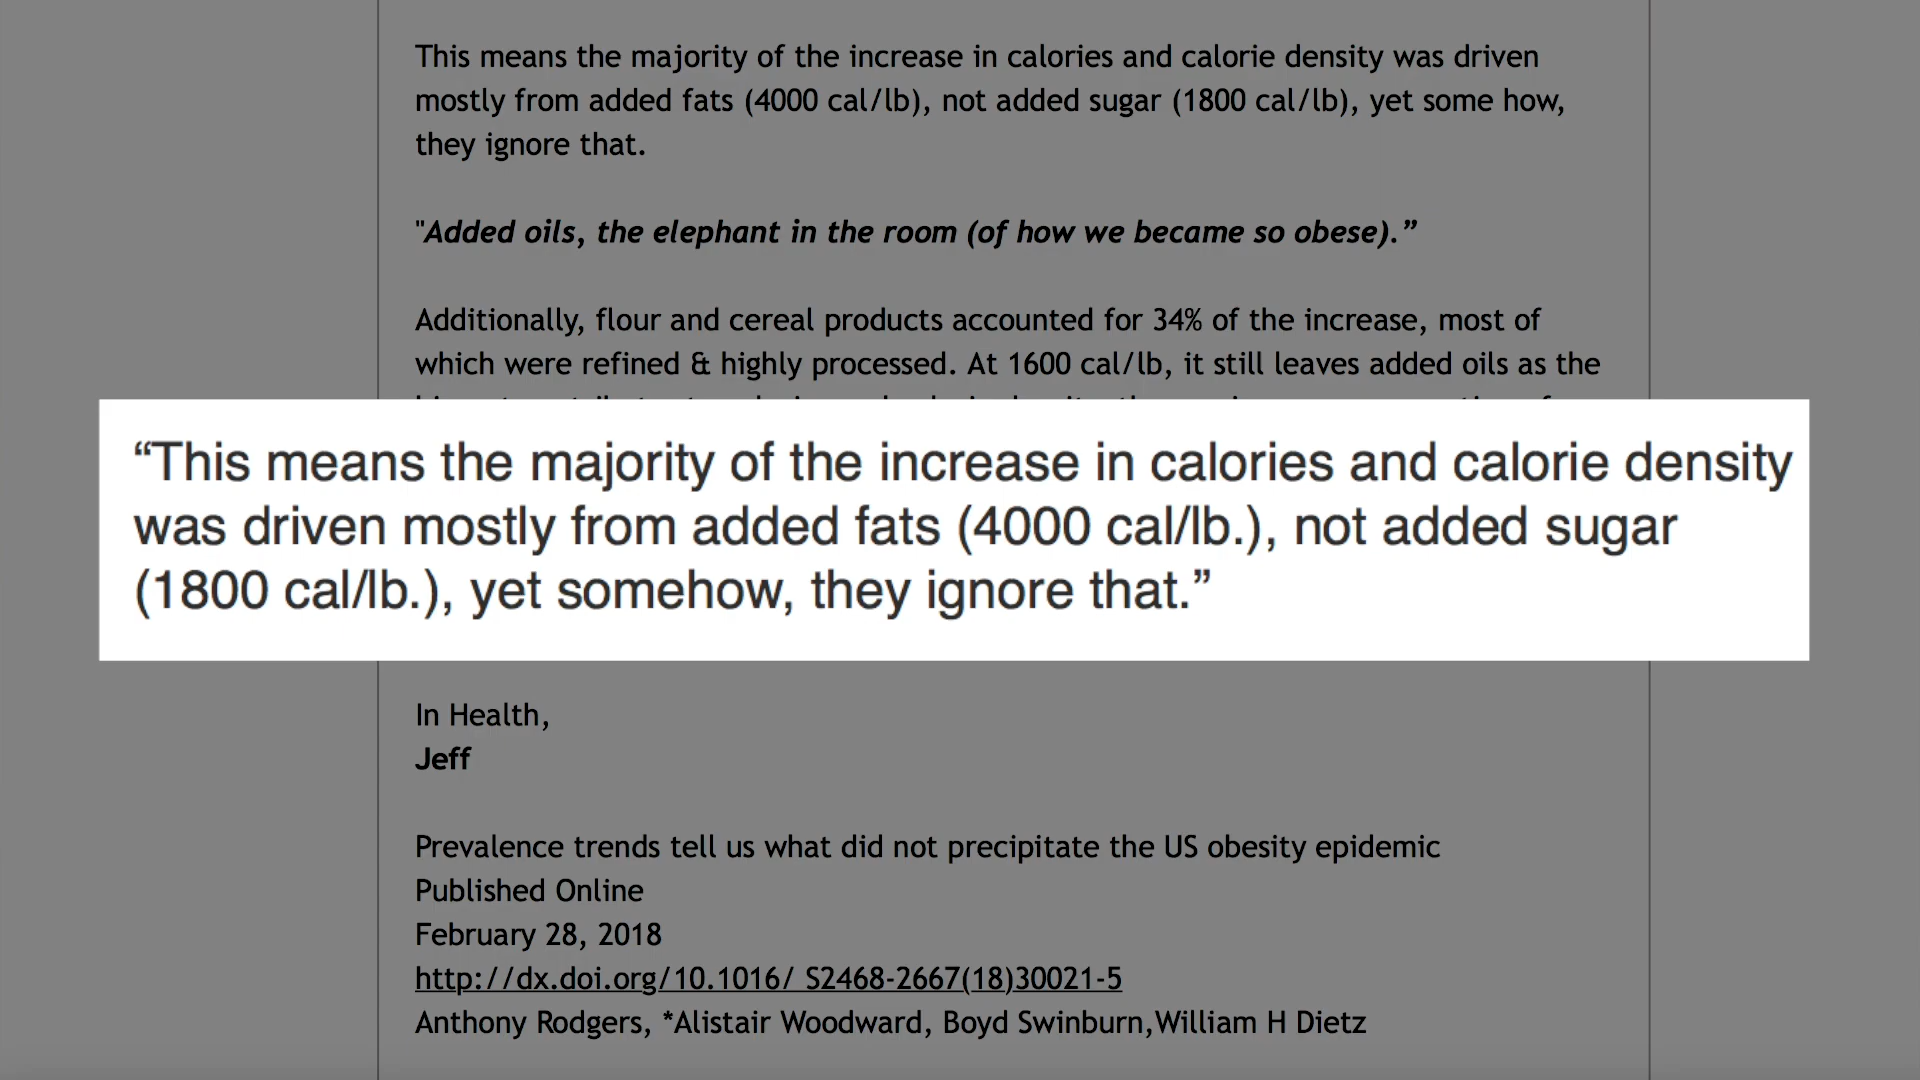 This means the majority of the increase in calories and calorie density was driven
mostly from added fats (4000 cal/lb), not added sugar (1800 cal/lb), yet some how,
they ignore that.
"Added oils, the elephant in the room (of how we became so obese).”
Additionally, flour and cereal products accounted for 34% of the increase, most of
which were refined & highly processed. At 1600 cal/lb, it still leaves added oils as the
“This means the majority of the increase in calories and calorie density
was driven mostly from added fats (4000 cal/lb.), not added sugar
(1800 cal/lb.), yet somehow, they ignore that.”
In Health,
Jeff
Prevalence trends tell us what did not precipitate the US obesity epidemic
Published Online
February 28, 2018
http://dx.doi.org/10.1016/ S2468-2667(18)30021-5
Anthony Rodgers, *Alistair Woodward, Boyd Swinburn,William H Dietz